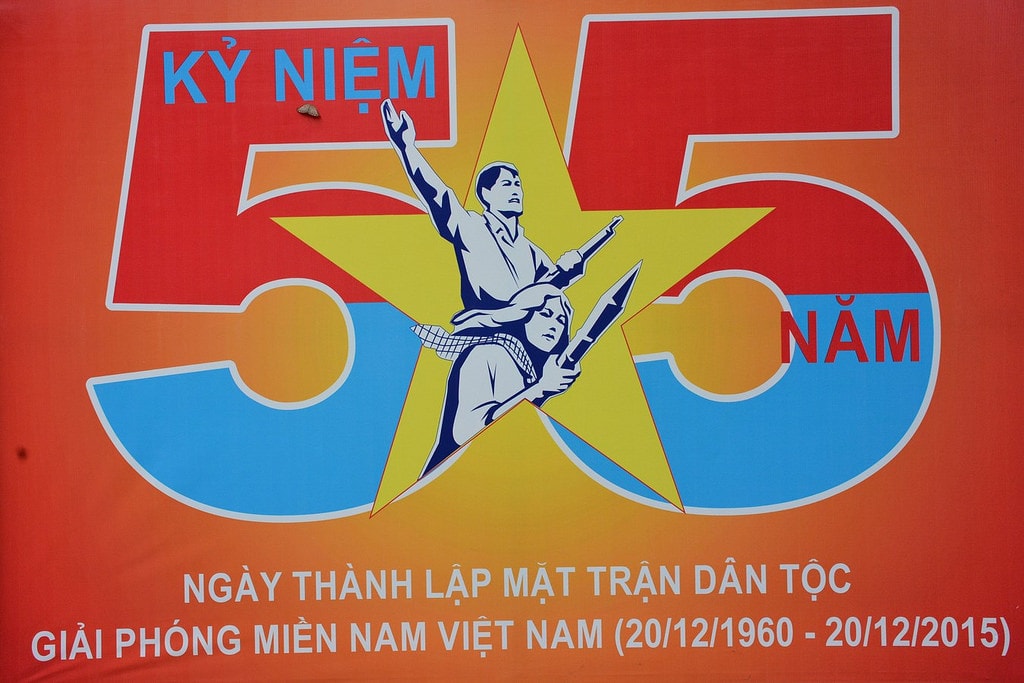 KỶ NIỆM
55
NĂM
NGÀY THÀNH LẬP MẶT TRẬN DÂN TỘC
GIẢI PHÓNG MIỀN NAM VIỆT NAM (20/12/1960 - 20/12/2015)